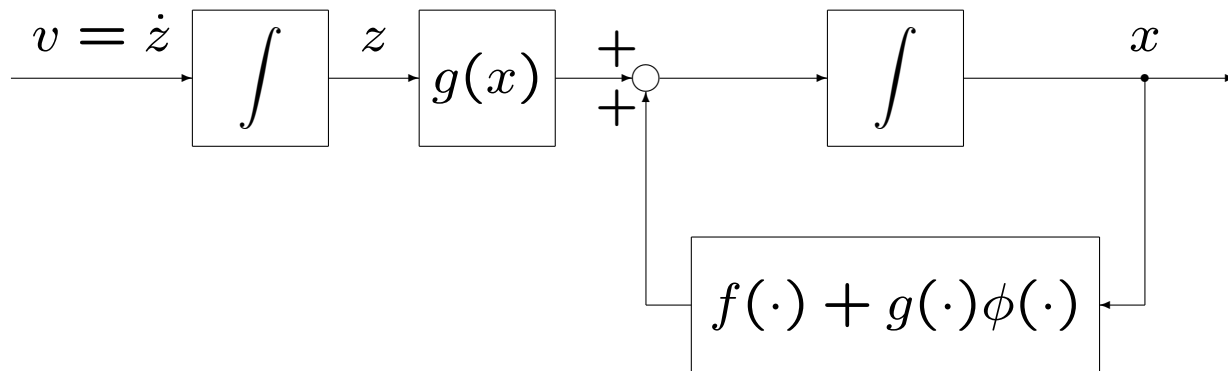 v = ż
∫
z
g(x)
+
+
∫
x
f(·) + g(·)ϕ(·)